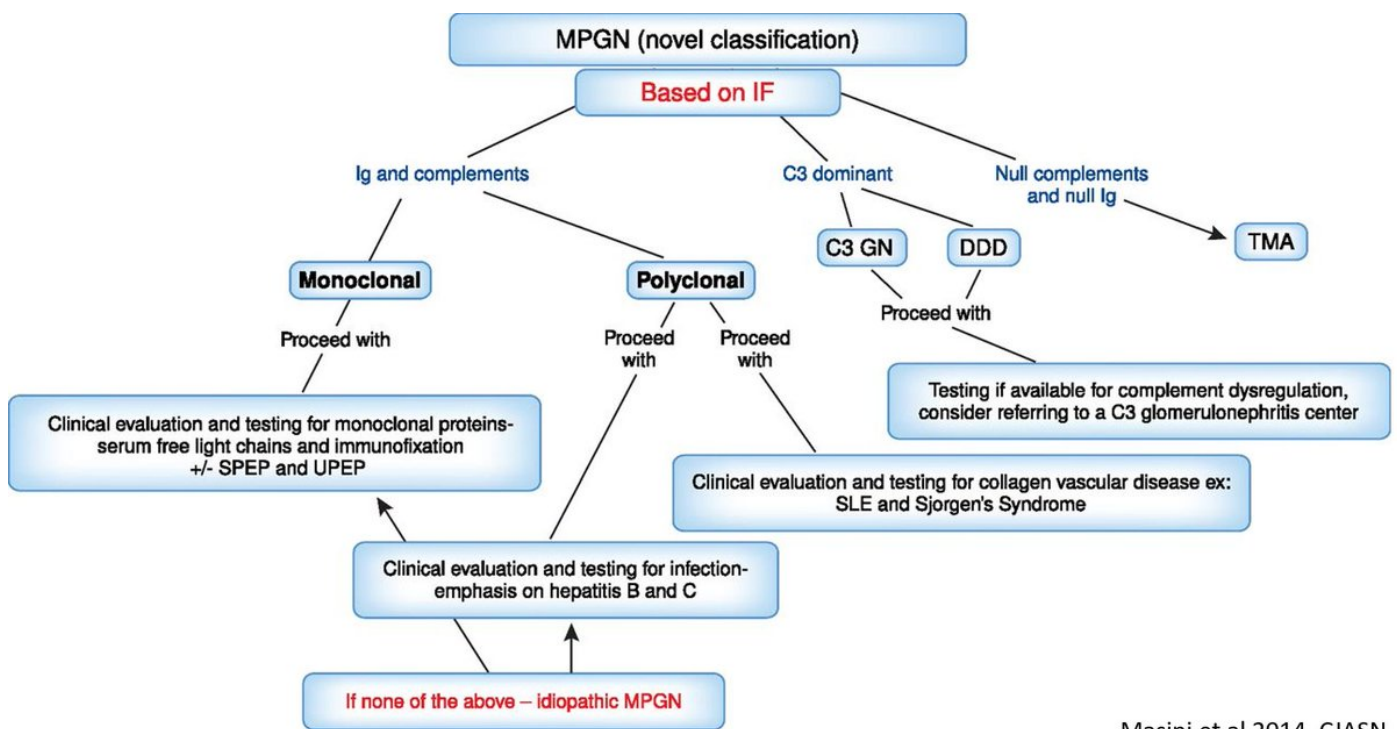 MPGN (novel classification)
Based on IF
Ig and complements
C3 dominant
Null complements
and null Ig
C3 GN
DDD
TMA
Monoclonal
Polyclonal
Proceed with
Proceed
with
Proceed
with
Proceed with
Testing if available for complement dysregulation,
consider referring to a C3 glomerulonephritis center
Clinical evaluation and testing for monoclonal proteins-
serum free light chains and immunofixation
+/- SPEP and UPEP
Clinical evaluation and testing for collagen vascular disease ex:
SLE and Sjorgen's Syndrome
Clinical evaluation and testing for infection-
emphasis on hepatitis B and C
If none of the above – idiopathic MPGN
et al 2014, CJASN